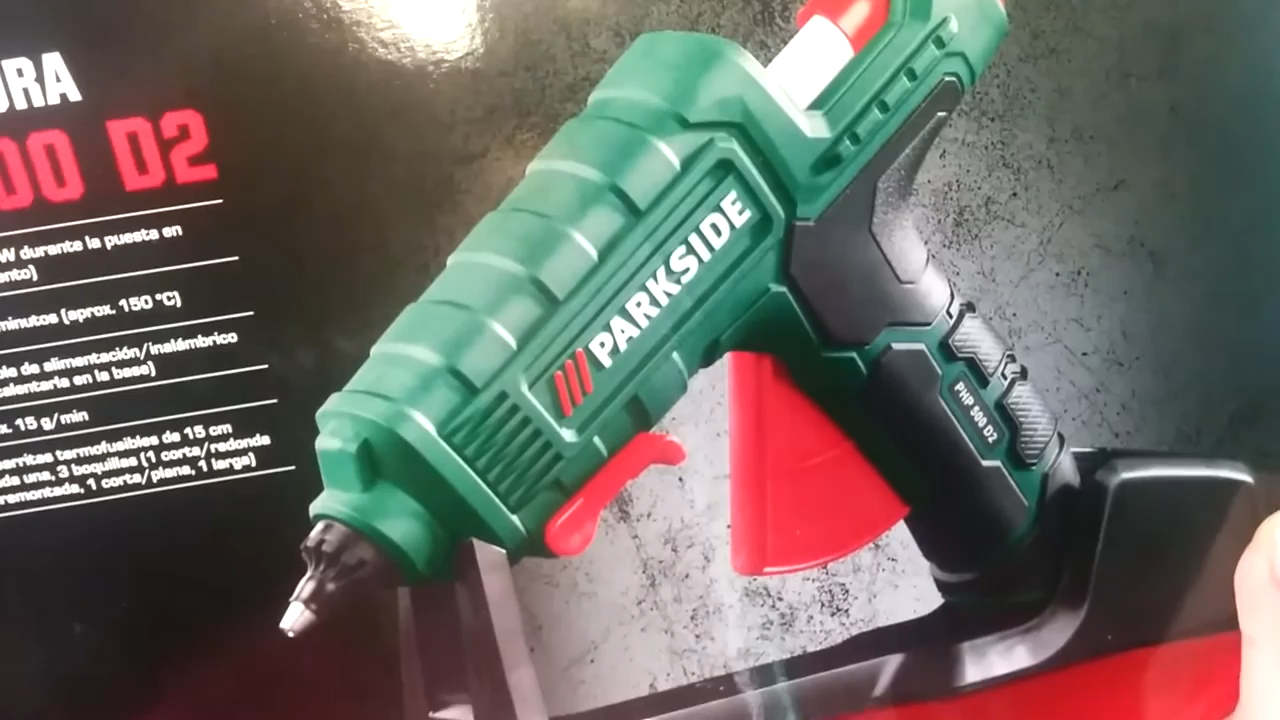 URA
00 D2
W durante la puesta en
ento)
minutos (aprox. 150 °C)
ble de alimentación/inalámbrico
calentarla en la base)
x. 15 g/min
barritas termofusibles de 15 cm
da una, 3 boquillas (1 corta/redonda
remontada, 1 corta/plana, 1 larga)
PARKSIDE
PHP 500 D2